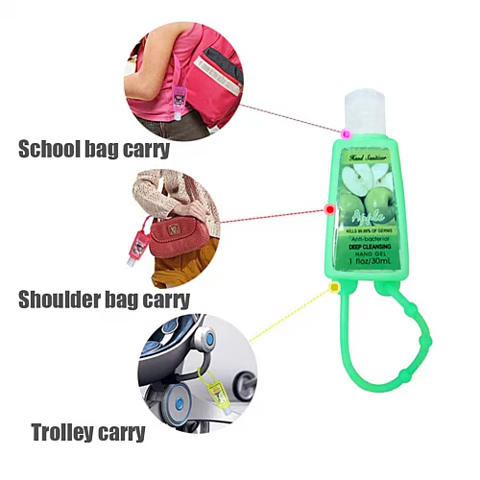 School bag carry
Shoulder bag carry
Trolley carry
Hand Sanitizer
Apple
KILLS 99.99% OF GERMS
Anti-bacterial
DEEP CLEANSING
HAND GEL
1 floz/30mL